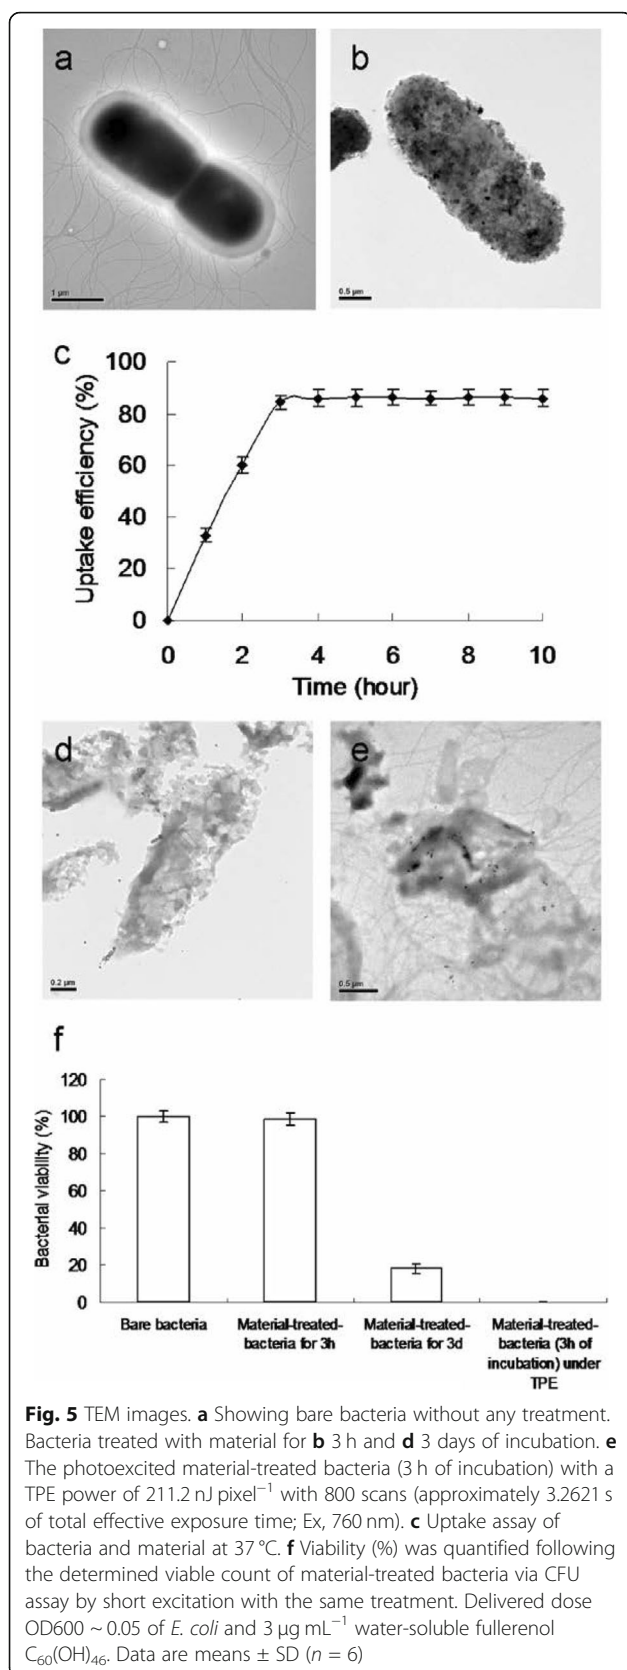 a
b
1 µm
0.5 µm
c
100
80
60
40
20
0
Uptake efficiency (%)
0 2 4 6 8 10
Time (hour)
d
e
0.2 µm
0.5 µm
f
120
100
80
60
40
20
0
Bacterial viability (%)
Bare bacteria
Material-treated-
bacteria for 3h
Material-treated-
bacteria for 3d
Material-treated-
bacteria (3h of
incubation) under
TPE
Fig. 5 TEM images. a Showing bare bacteria without any treatment.
Bacteria treated with material for b 3 h and d 3 days of incubation. e
The photoexcited material-treated bacteria (3 h of incubation) with a
TPE power of 211.2 nJ pixel⁻¹ with 800 scans (approximately 3.2621 s
of total effective exposure time; Ex, 760 nm). c Uptake assay of
bacteria and material at 37 °C. f Viability (%) was quantified following
the determined viable count of material-treated bacteria via CFU
assay by short excitation with the same treatment. Delivered dose
OD600 ~ 0.05 of E. coli and 3 µg mL⁻¹ water-soluble fullerenol
C₆₀(OH)₄₆. Data are means ± SD (n = 6)